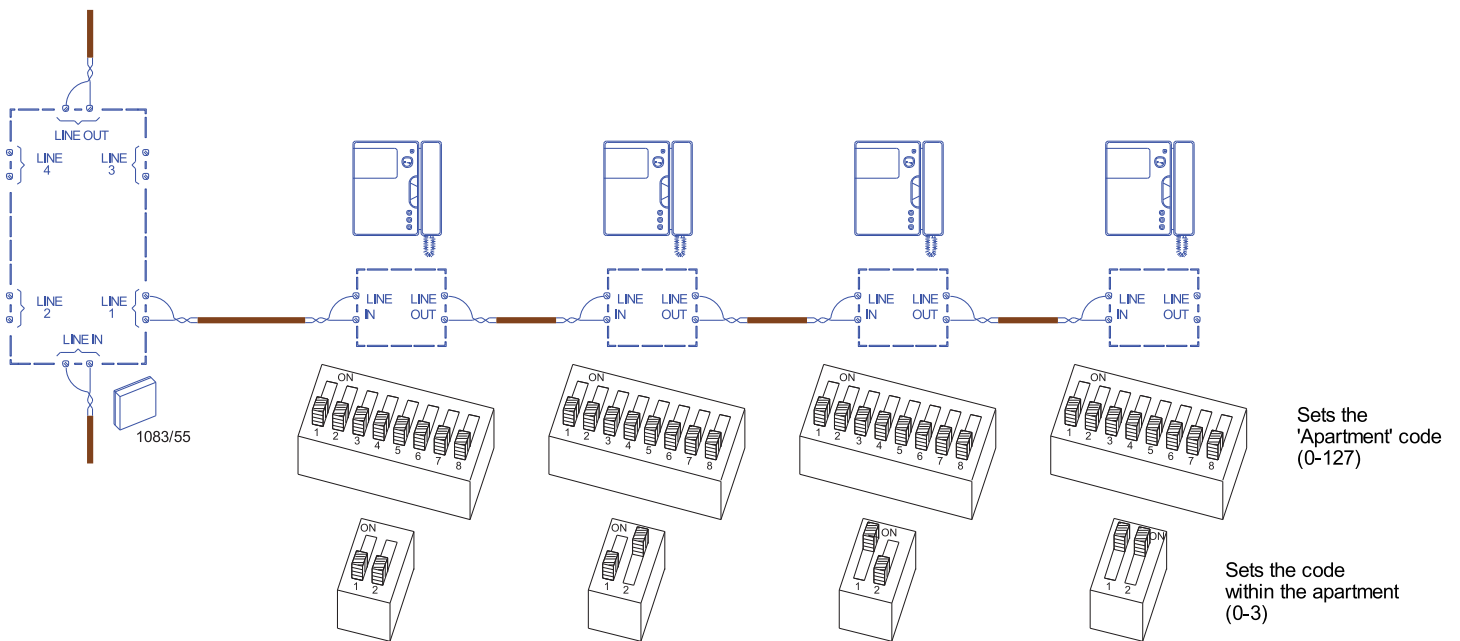 LINE OUT
LINE 4
LINE 3
LINE 2
LINE 1
LINE IN
1083/55
LINE IN
LINE OUT
LINE IN
LINE OUT
LINE IN
LINE OUT
LINE IN
LINE OUT
ON
1 2 3 4 5 6 7 8
ON
1 2 3 4 5 6 7 8
ON
1 2 3 4 5 6 7 8
ON
1 2 3 4 5 6 7 8
Sets the
'Apartment' code
(0-127)
ON
1 2
ON
1 2
ON
1 2
ON
1 2
Sets the code
within the apartment
(0-3)